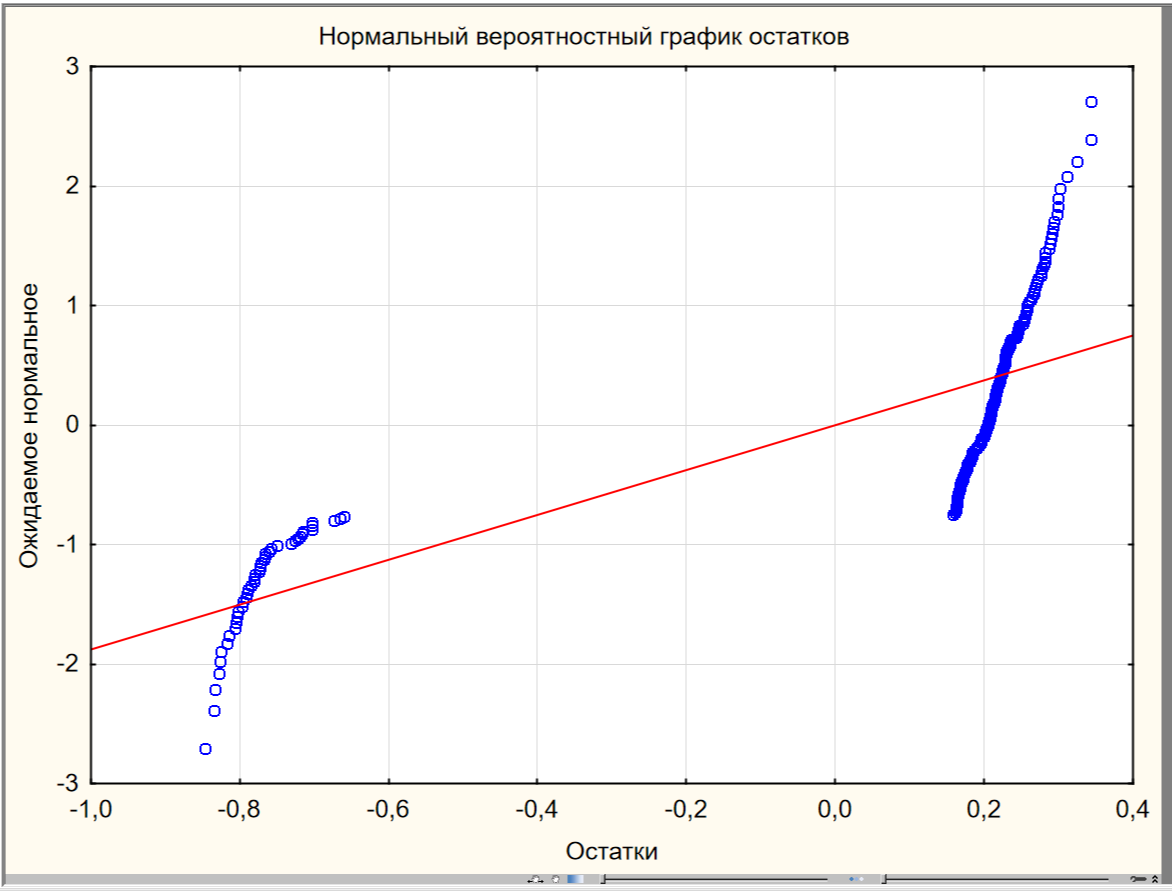 Нормальный вероятностный график остатков
3
2
1
0
-1
-2
-3
Ожидаемое нормальное
-1,0 -0,8 -0,6 -0,4 -0,2 0,0 0,2 0,4
Остатки